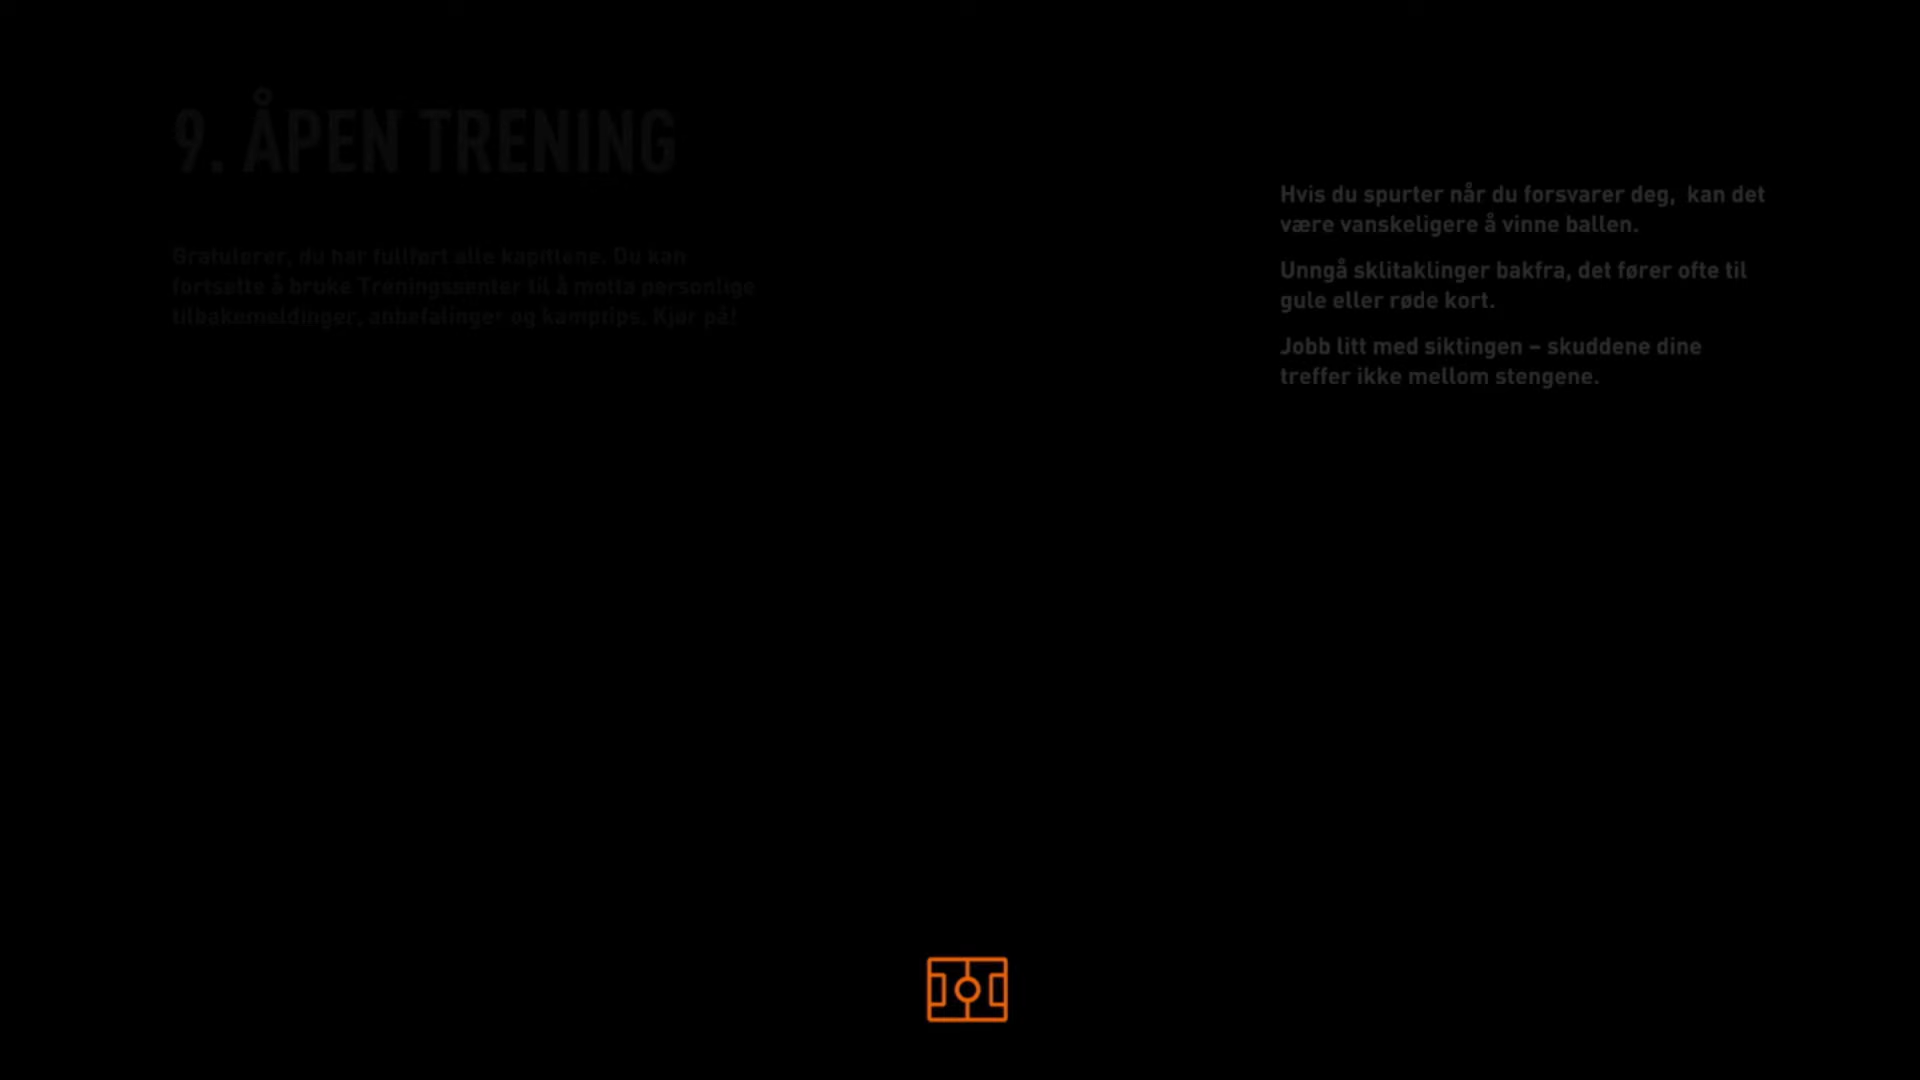 9. ÅPEN TRENING
Gratulerer, du har fullført alle kapitlene. Du kan
fortsette å bruke Treningssenter til å motta personlige
tilbakemeldinger, anbefalinger og kamptips. Kjør på!
Hvis du spurter når du forsvarer deg, kan det
være vanskeligere å vinne ballen.
Unngå sklitaklinger bakfra, det fører ofte til
gule eller røde kort.
Jobb litt med siktingen – skuddene dine
treffer ikke mellom stengene.